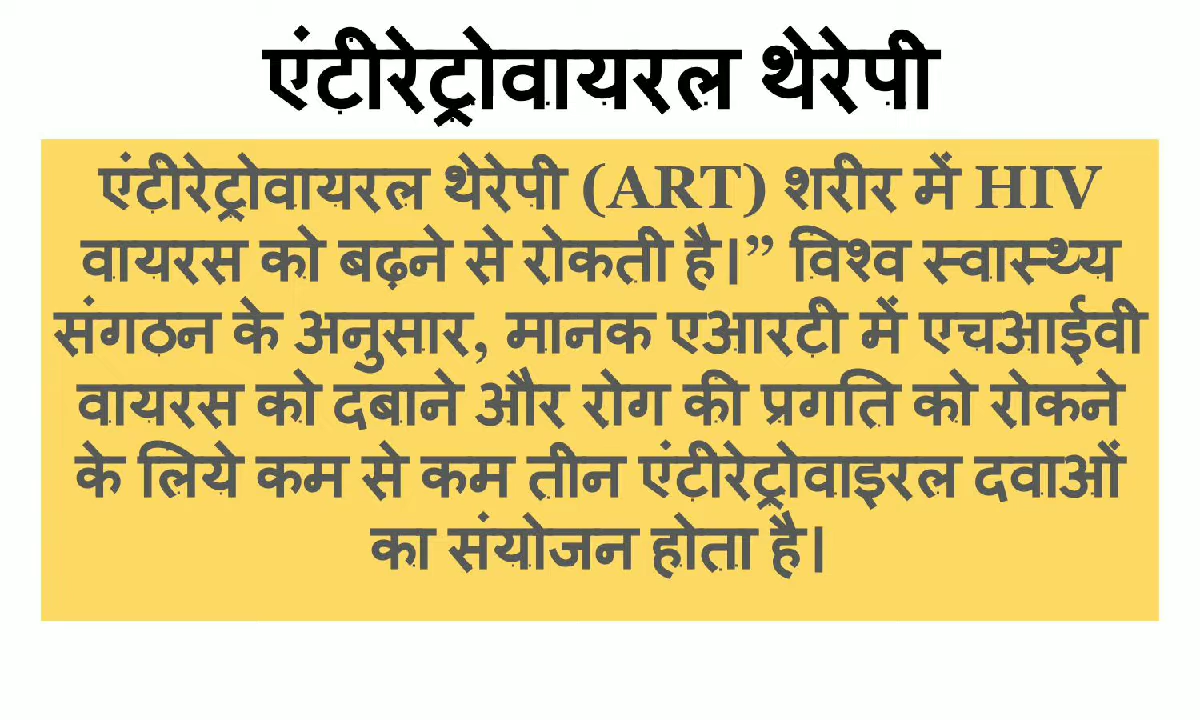 एंटीरेट्रोवायरल थेरेपी
एंटीरेट्रोवायरल थेरेपी (ART) शरीर में HIV
वायरस को बढ़ने से रोकती है।” विश्व स्वास्थ्य
संगठन के अनुसार, मानक एआरटी में एचआईवी
वायरस को दबाने और रोग की प्रगति को रोकने
के लिये कम से कम तीन एंटीरेट्रोवाइरल दवाओं
का संयोजन होता है।